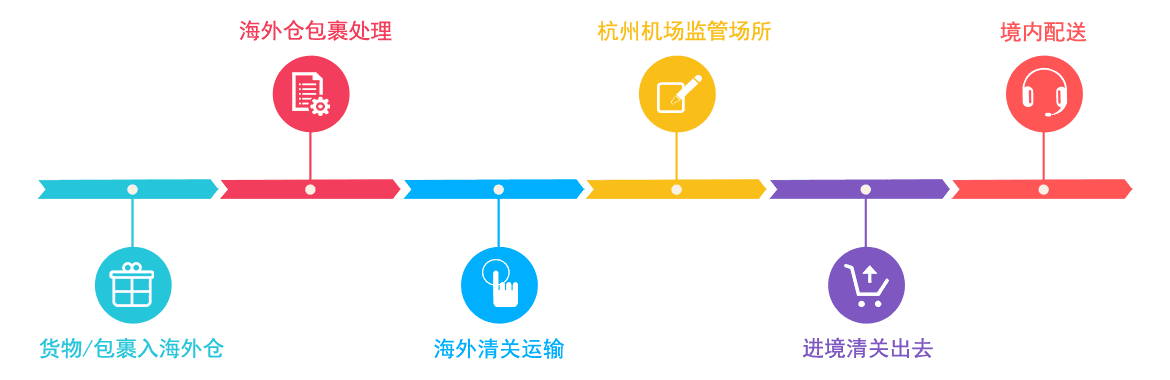 海外仓包裹处理
杭州机场监管场所
境内配送
货物/包裹入海外仓
海外清关运输
进境清关出去